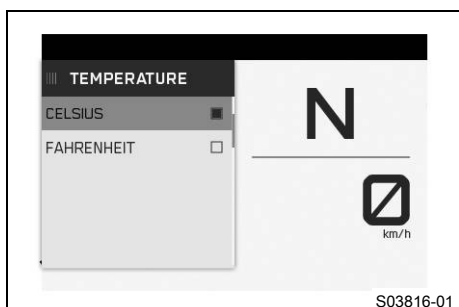 TEMPERATURE
CELSIUS
FAHRENHEIT
N
0
km/h
S03816-01